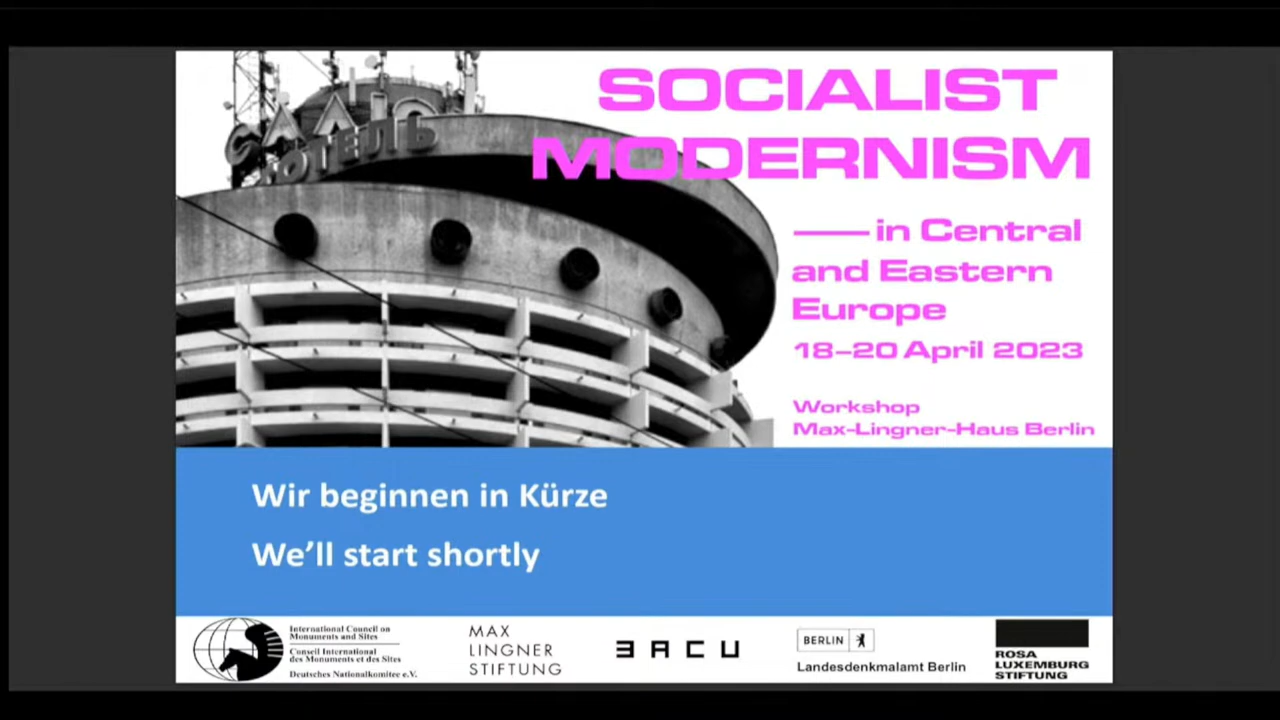 ГОТЕЛЬ
SOCIALIST
MODERNISM
in Central
and Eastern
Europe
18–20 April 2023
Workshop
Max-Lingner-Haus Berlin
Wir beginnen in Kürze
We’ll start shortly
International Council on
Monuments and Sites
Conseil International
des Monuments et des Sites
Deutsches Nationalkomitee e.V.
MAX
LINGNER
STIFTUNG
BACU
BERLIN
Landesdenkmalamt Berlin
ROSA
LUXEMBURG
STIFTUNG